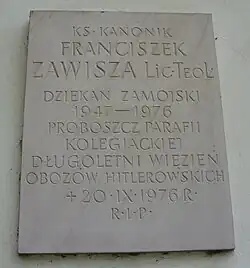 KS · KANONIK
FRANCISZEK
ZAWISZA LIC·TEOL·
DZIEKAN ZAMOJSKI
1947—1976
PROBOSZCZ PARAFII
KOLEGIACKIEJ
DŁUGOLETNI WIĘZIEŃ
OBOZÓW HITLEROWSKICH
+ 20 · IX · 1976 R·
R · I · P ·